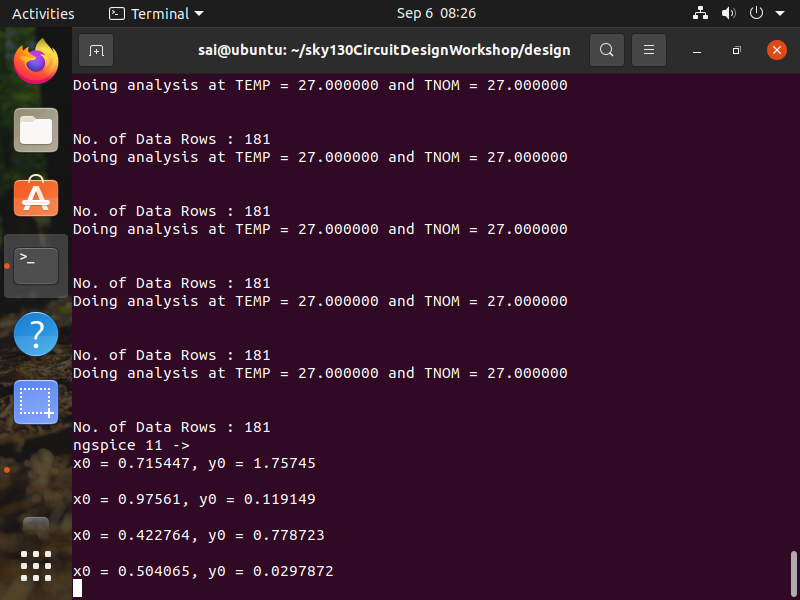 Activities
Terminal
Sep 6 08:26
sai@ubuntu: ~/sky130CircuitDesignWorkshop/design
Doing analysis at TEMP = 27.000000 and TNOM = 27.000000
No. of Data Rows : 181
Doing analysis at TEMP = 27.000000 and TNOM = 27.000000
No. of Data Rows : 181
Doing analysis at TEMP = 27.000000 and TNOM = 27.000000
No. of Data Rows : 181
Doing analysis at TEMP = 27.000000 and TNOM = 27.000000
No. of Data Rows : 181
Doing analysis at TEMP = 27.000000 and TNOM = 27.000000
No. of Data Rows : 181
ngspice 11 ->
x0 = 0.715447, y0 = 1.75745
x0 = 0.97561, y0 = 0.119149
x0 = 0.422764, y0 = 0.778723
x0 = 0.504065, y0 = 0.0297872